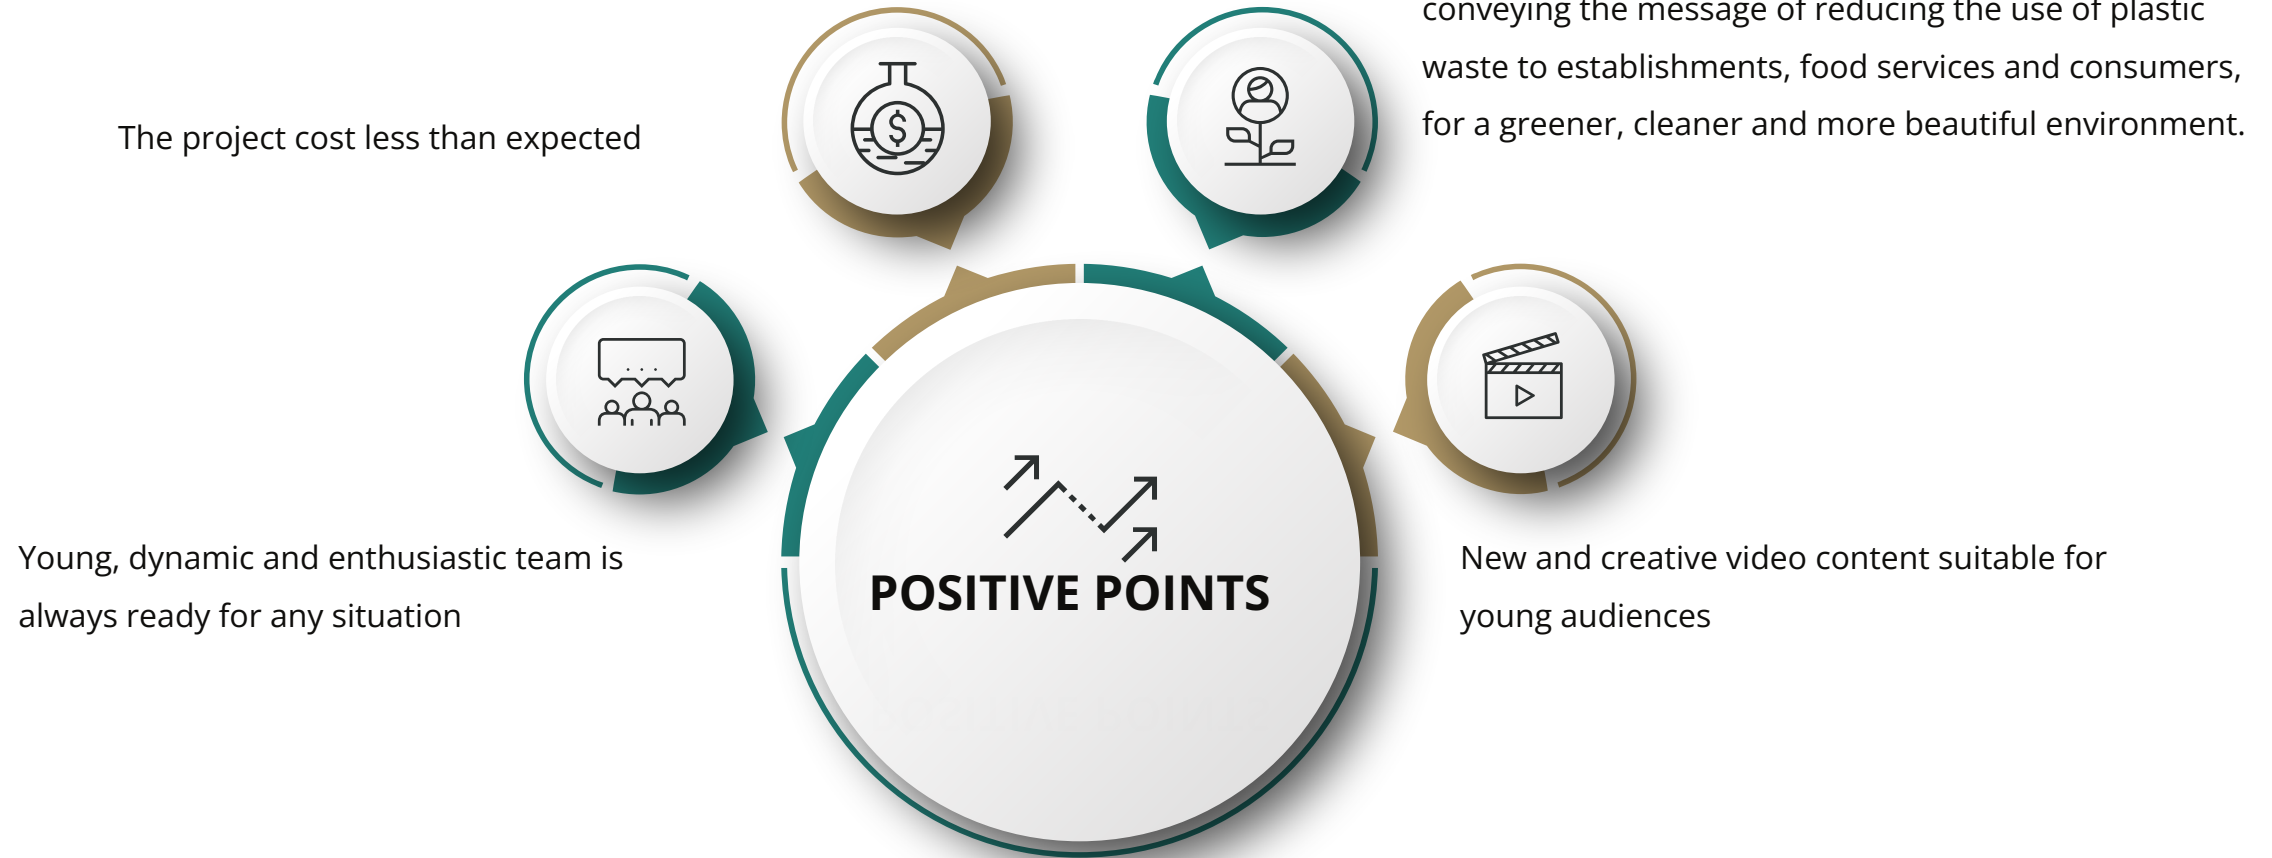 conveying the message of reducing the use of plastic
waste to establishments, food services and consumers,
for a greener, cleaner and more beautiful environment.
The project cost less than expected
Young, dynamic and enthusiastic team is
always ready for any situation
POSITIVE POINTS
New and creative video content suitable for
young audiences